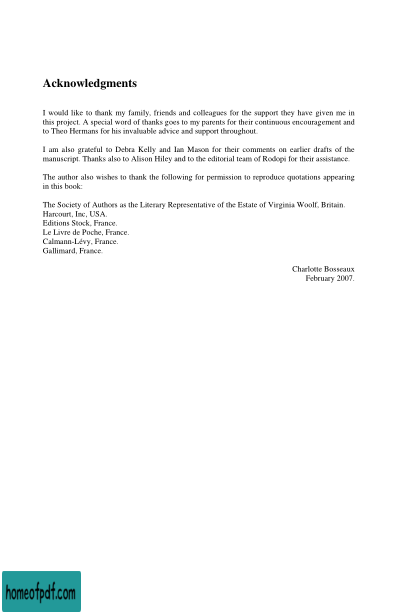 Acknowledgments
I would like to thank my family, friends and colleagues for the support they have given me in
this project. A special word of thanks goes to my parents for their continuous encouragement and
to Theo Hermans for his invaluable advice and support throughout.
I am also grateful to Debra Kelly and Ian Mason for their comments on earlier drafts of the
manuscript. Thanks also to Alison Hiley and to the editorial team of Rodopi for their assistance.
The author also wishes to thank the following for permission to reproduce quotations appearing
in this book:
The Society of Authors as the Literary Representative of the Estate of Virginia Woolf, Britain.
Harcourt, Inc, USA.
Editions Stock, France.
Le Livre de Poche, France.
Calmann-Lévy, France.
Gallimard, France.
Charlotte Bosseaux
February 2007.
homeofpdf.com